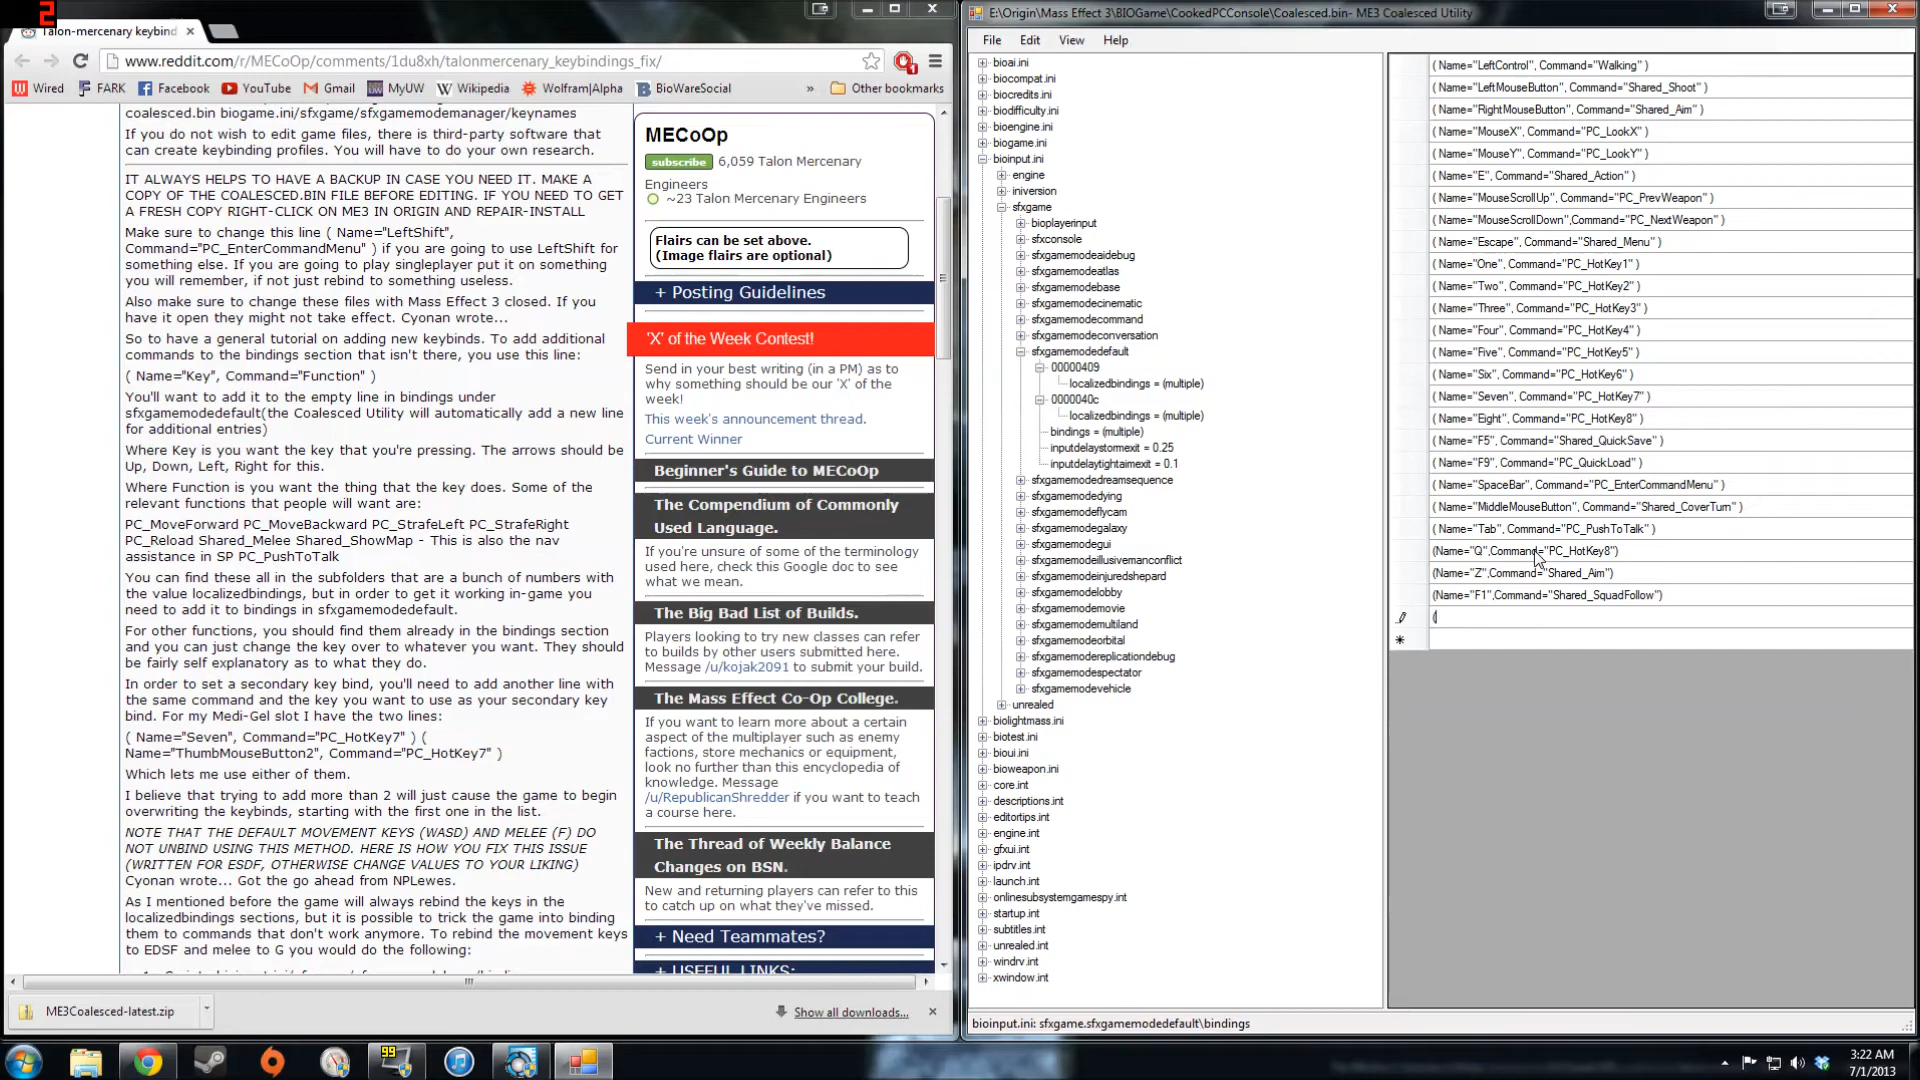 2
Talon-mercenary keybind
www.reddit.com/r/MECoOp/comments/1du8xh/talonmercenary_keybindings_fix/
Wired FARK Facebook YouTube Gmail MyUW Wikipedia Wolfram|Alpha BioWareSocial » Other bookmarks
coalesced.bin biogame.ini/sfxgame/sfxgamemodemanager/keynames
If you do not wish to edit game files, there is third-party software that
can create keybinding profiles. You will have to do your own research.
IT ALWAYS HELPS TO HAVE A BACKUP IN CASE YOU NEED IT. MAKE A
COPY OF THE COALESCED.BIN FILE BEFORE EDITING. IF YOU NEED TO GET
A FRESH COPY RIGHT-CLICK ON ME3 IN ORIGIN AND REPAIR-INSTALL
Make sure to change this line ( Name="LeftShift",
Command="PC_EnterCommandMenu" ) if you are going to use LeftShift for
something else. If you are going to play singleplayer put it on something
you will remember, if not just rebind to something useless.
Also make sure to change these files with Mass Effect 3 closed. If you
have it open they might not take effect. Cyonan wrote...
So to have a general tutorial on adding new keybinds. To add additional
commands to the bindings section that isn't there, you use this line:
( Name="Key", Command="Function" )
You'll want to add it to the empty line in bindings under
sfxgamemodedefault(the Coalesced Utility will automatically add a new line
for additional entries)
Where Key is you want the key that you're pressing. The arrows should be
Up, Down, Left, Right for this.
Where Function is you want the thing that the key does. Some of the
relevant functions that people will want are:
PC_MoveForward PC_MoveBackward PC_StrafeLeft PC_StrafeRight
PC_Reload Shared_Melee Shared_ShowMap - This is also the nav
assistance in SP PC_PushToTalk
You can find these all in the subfolders that are a bunch of numbers with
the value localizedbindings, but in order to get it working in-game you
need to add it to bindings in sfxgamemodedefault.
For other functions, you should find them already in the bindings section
and you can just change the key over to whatever you want. They should
be fairly self explanatory as to what they do.
In order to set a secondary key bind, you'll need to add another line with
the same command and the key you want to use as your secondary key
bind. For my Medi-Gel slot I have the two lines:
( Name="Seven", Command="PC_HotKey7" ) (
Name="ThumbMouseButton2", Command="PC_HotKey7" )
Which lets me use either of them.
I believe that trying to add more than 2 will just cause the game to begin
overwriting the keybinds, starting with the first one in the list.
NOTE THAT THE DEFAULT MOVEMENT KEYS (WASD) AND MELEE (F) DO
NOT UNBIND USING THIS METHOD. HERE IS HOW YOU FIX THIS ISSUE
(WRITTEN FOR ESDF, OTHERWISE CHANGE VALUES TO YOUR LIKING)
Cyonan wrote... Got the go ahead from NPLewes.
As I mentioned before the game will always rebind the keys in the
localizedbindings sections, but it is possible to trick the game into binding
them to commands that don't work anymore. To rebind the movement keys
to EDSF and melee to G you would do the following:
MECoOp
subscribe 6,059 Talon Mercenary
Engineers
~23 Talon Mercenary Engineers
Flairs can be set above.
(Image flairs are optional)
+ Posting Guidelines
'X' of the Week Contest!
Send in your best writing (in a PM) as to
why something should be our 'X' of the
week!
This week's announcement thread.
Current Winner
Beginner's Guide to MECoOp
The Compendium of Commonly
Used Language.
If you're unsure of some of the terminology
used here, check this Google doc to see
what we mean.
The Big Bad List of Builds.
Players looking to try new classes can refer
to builds by other users submitted here.
Message /u/kojak2091 to submit your build.
The Mass Effect Co-Op College.
If you want to learn more about a certain
aspect of the multiplayer such as enemy
factions, store mechanics or equipment,
look no further than this encyclopedia of
knowledge. Message
/u/RepublicanShredder if you want to teach
a course here.
The Thread of Weekly Balance
Changes on BSN.
New and returning players can refer to this
to catch up on what they've missed.
+ Need Teammates?
+ USEFUL LINKS:
ME3Coalesced-latest.zip
Show all downloads...
E:\Origin\Mass Effect 3\BIOGame\CookedPCConsole\Coalesced.bin- ME3 Coalesced Utility
File Edit View Help
bioai.ini
biocompat.ini
biocredits.ini
biodifficulty.ini
bioengine.ini
biogame.ini
bioinput.ini
engine
iniversion
sfxgame
bioplayerinput
sfxconsole
sfxgamemodeaidebug
sfxgamemodeatlas
sfxgamemodebase
sfxgamemodecinematic
sfxgamemodecommand
sfxgamemodeconversation
sfxgamemodedefault
00000409
localizedbindings = (multiple)
0000040c
localizedbindings = (multiple)
bindings = (multiple)
inputdelaystormexit = 0.25
inputdelaytightaimexit = 0.1
sfxgamemodedreamsequence
sfxgamemodedying
sfxgamemodeflycam
sfxgamemodegalaxy
sfxgamemodegui
sfxgamemodeillusivemanconflict
sfxgamemodeinjuredshepard
sfxgamemodelobby
sfxgamemodemovie
sfxgamemodemultiland
sfxgamemodeorbital
sfxgamemodereplicationdebug
sfxgamemodespectator
sfxgamemodevehicle
unrealed
biolightmass.ini
biotest.ini
bioui.ini
bioweapon.ini
core.int
descriptions.int
editortips.int
engine.int
gfxui.int
ipdrv.int
launch.int
onlinesubsystemgamespy.int
startup.int
subtitles.int
unrealed.int
windrv.int
xwindow.int
( Name="LeftControl", Command="Walking" )
( Name="LeftMouseButton", Command="Shared_Shoot" )
( Name="RightMouseButton", Command="Shared_Aim" )
( Name="MouseX", Command="PC_LookX" )
( Name="MouseY", Command="PC_LookY" )
( Name="E", Command="Shared_Action" )
( Name="MouseScrollUp", Command="PC_PrevWeapon" )
( Name="MouseScrollDown",Command="PC_NextWeapon" )
( Name="Escape", Command="Shared_Menu" )
( Name="One", Command="PC_HotKey1" )
( Name="Two", Command="PC_HotKey2" )
( Name="Three", Command="PC_HotKey3" )
( Name="Four", Command="PC_HotKey4" )
( Name="Five", Command="PC_HotKey5" )
( Name="Six", Command="PC_HotKey6" )
( Name="Seven", Command="PC_HotKey7" )
( Name="Eight", Command="PC_HotKey8" )
( Name="F5", Command="Shared_QuickSave" )
( Name="F9", Command="PC_QuickLoad" )
( Name="SpaceBar", Command="PC_EnterCommandMenu" )
( Name="MiddleMouseButton", Command="Shared_CoverTurn" )
( Name="Tab", Command="PC_PushToTalk" )
(Name="Q",Command="PC_HotKey8")
(Name="Z",Command="Shared_Aim")
(Name="F1",Command="Shared_SquadFollow")
(
bioinput.ini: sfxgame.sfxgamemodedefault\bindings
99
3:22 AM
7/1/2013